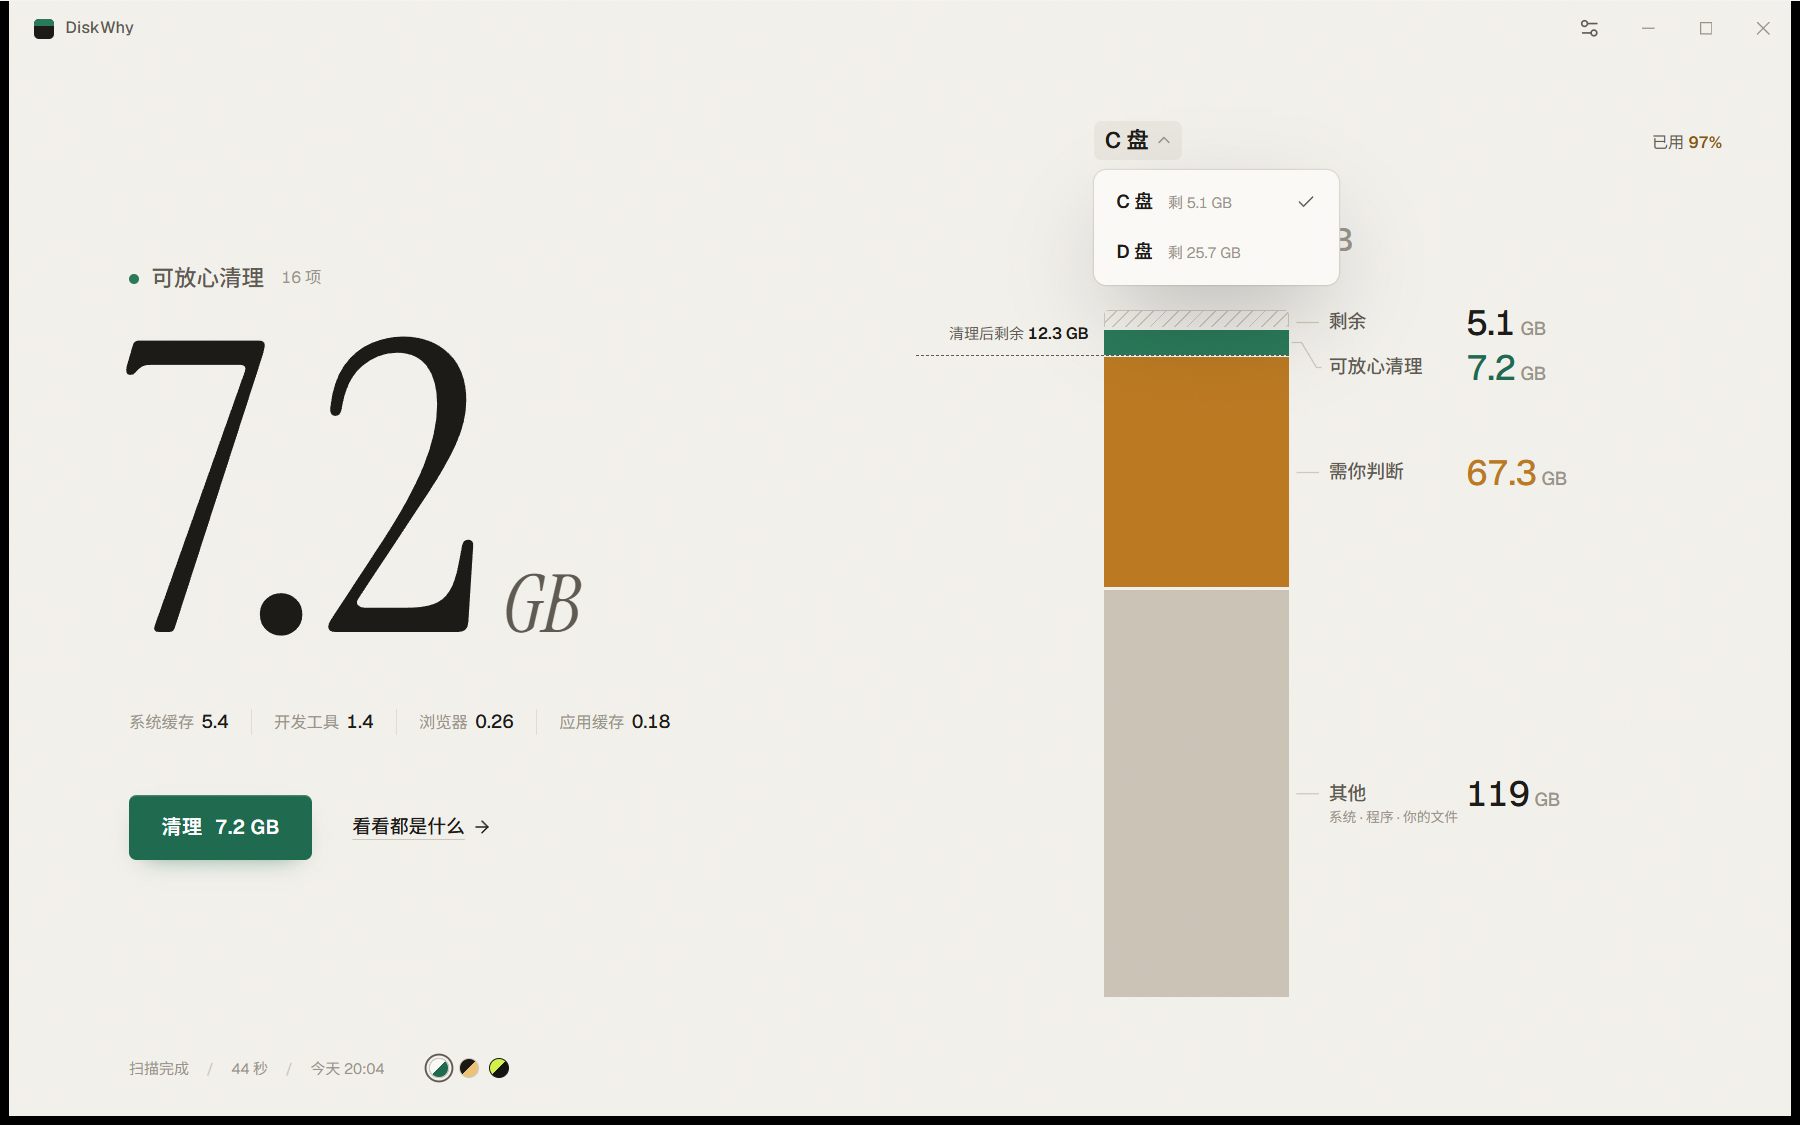 DiskWhy
C 盘
已用 97%
C 盘 剩 5.1 GB
D 盘 剩 25.7 GB
可放心清理 16 项
7.2 GB
清理后剩余 12.3 GB
剩余 5.1 GB
可放心清理 7.2 GB
需你判断 67.3 GB
其他 119 GB
系统 · 程序 · 你的文件
系统缓存 5.4 开发工具 1.4 浏览器 0.26 应用缓存 0.18
清理 7.2 GB
看看都是什么 →
扫描完成 / 44 秒 / 今天 20:04